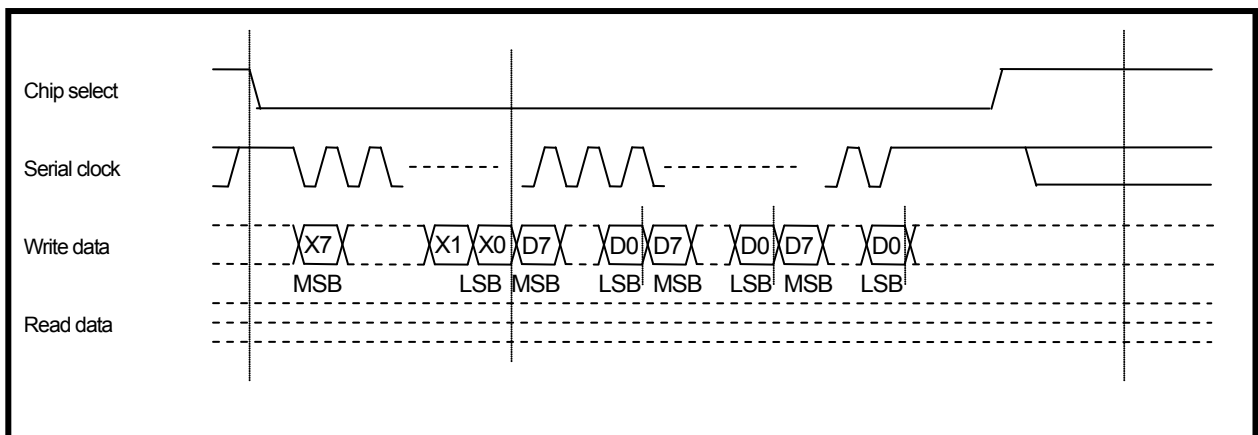 Chip select
Serial clock
Write data X7 X1 X0 D7 D0 D7 D0 D7 D0
MSB LSB MSB LSB MSB LSB MSB LSB
Read data